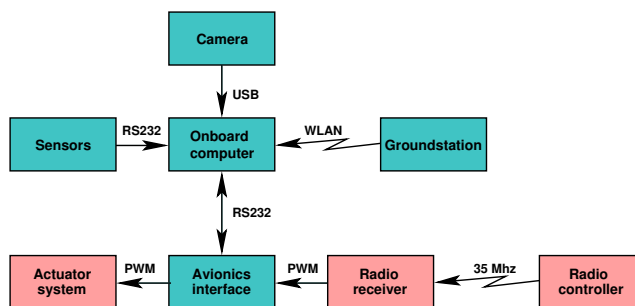 Camera
USB
Sensors
RS232
Onboard
computer
WLAN
Groundstation
RS232
Actuator
system
PWM
Avionics
interface
PWM
Radio
receiver
35 Mhz
Radio
controller